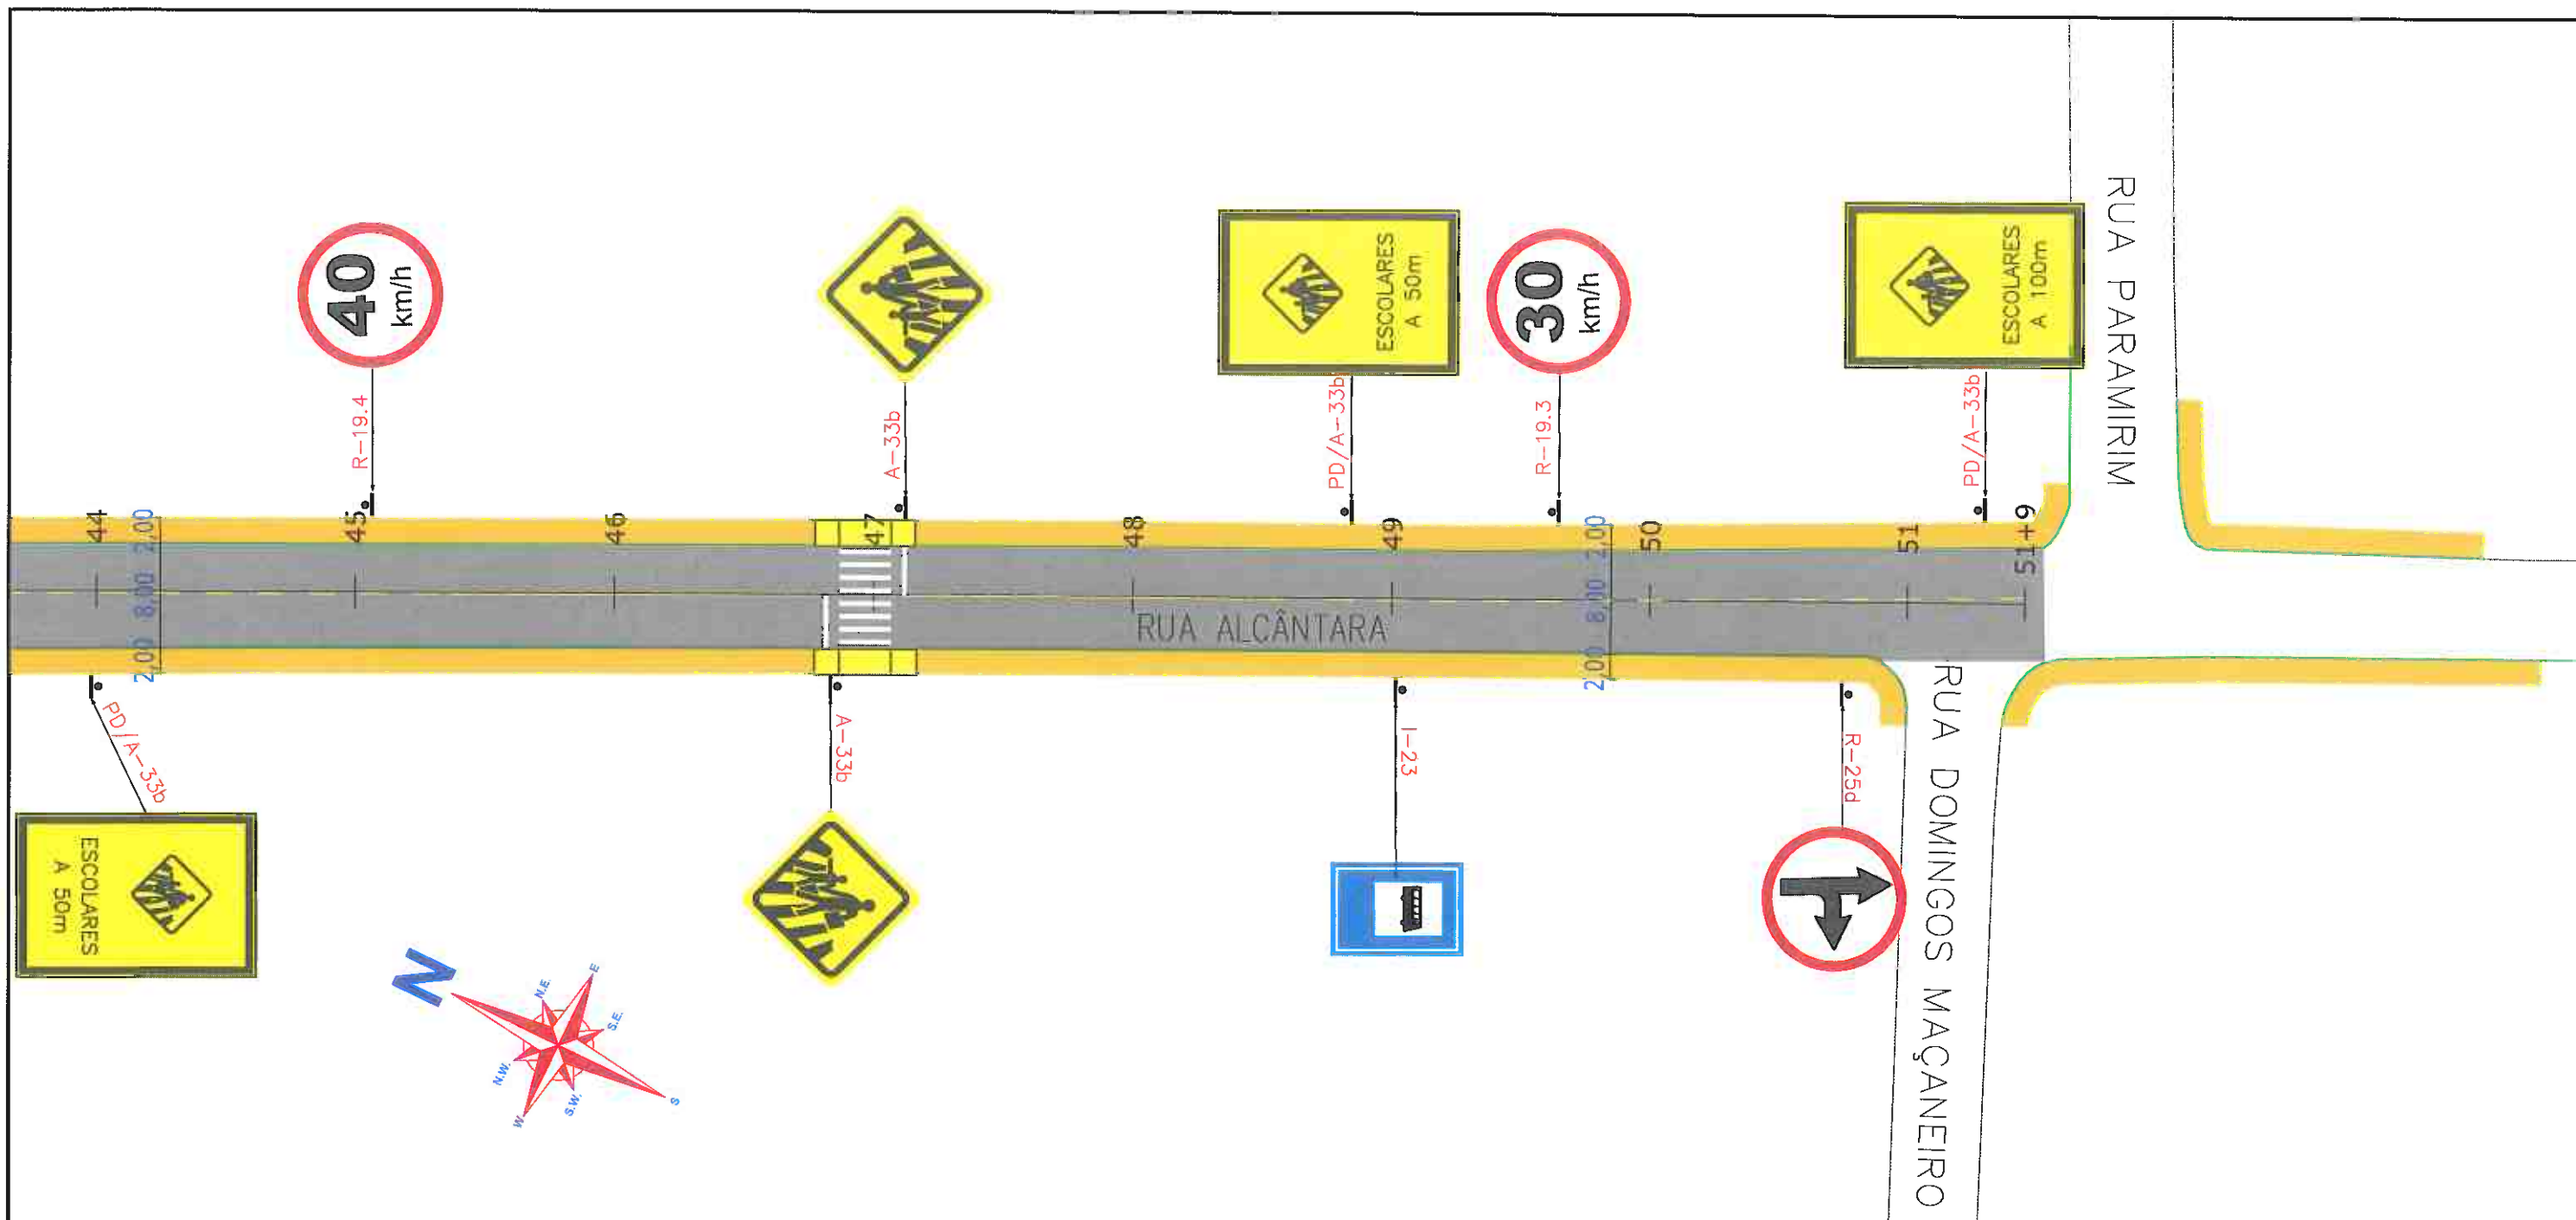 40
km/h
R-19.4
A-33b
ESCOLARES
A 50m
PD/A-33b
30
km/h
R-19.3
ESCOLARES
A 100m
PD/A-33b
RUA PARAMIRIM
44
45
46
47
48
49
50
51
51+9
2,00
8,00
2,00
2,00
8,00
2,00
RUA ALCÂNTARA
PD/A-33b
ESCOLARES
A 50m
A-33b
I-23
R-25d
RUA DOMINGOS MAÇANEIRO
N
N.E.
E
S.E.
S
S.W.
W
N.W.